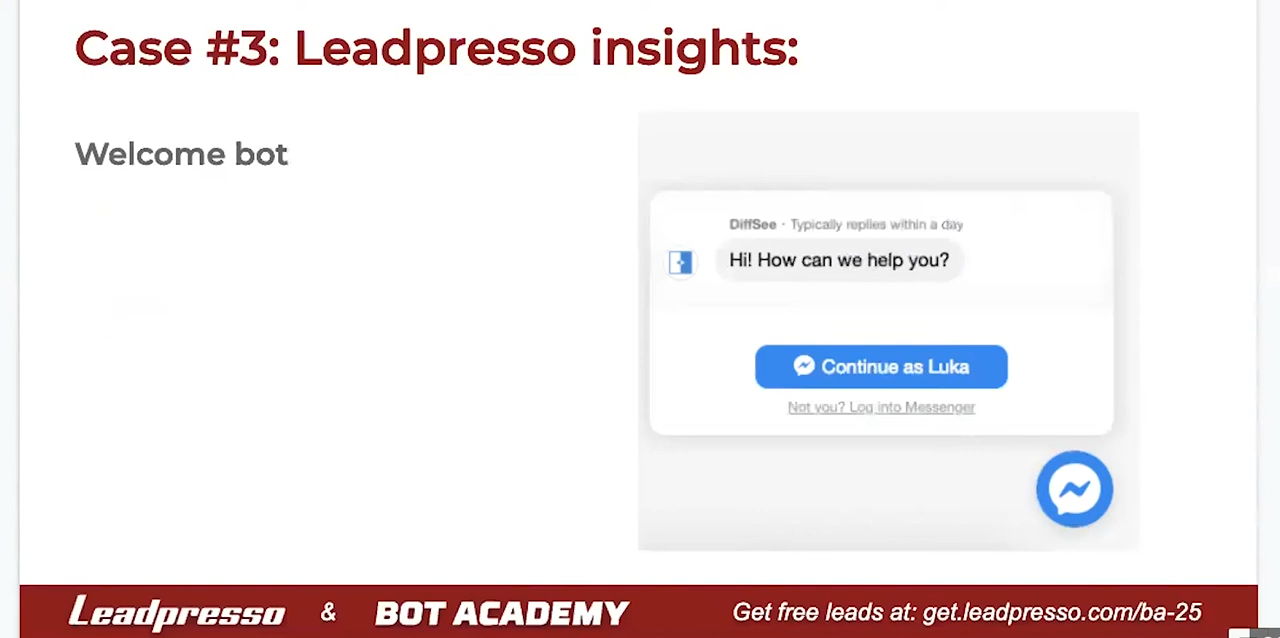 Case #3: Leadpresso insights:
Welcome bot
DiffSee · Typically replies within a day
Hi! How can we help you?
Continue as Luka
Not you? Log into Messenger
Leadpresso & BOT ACADEMY Get free leads at: get.leadpresso.com/ba-25